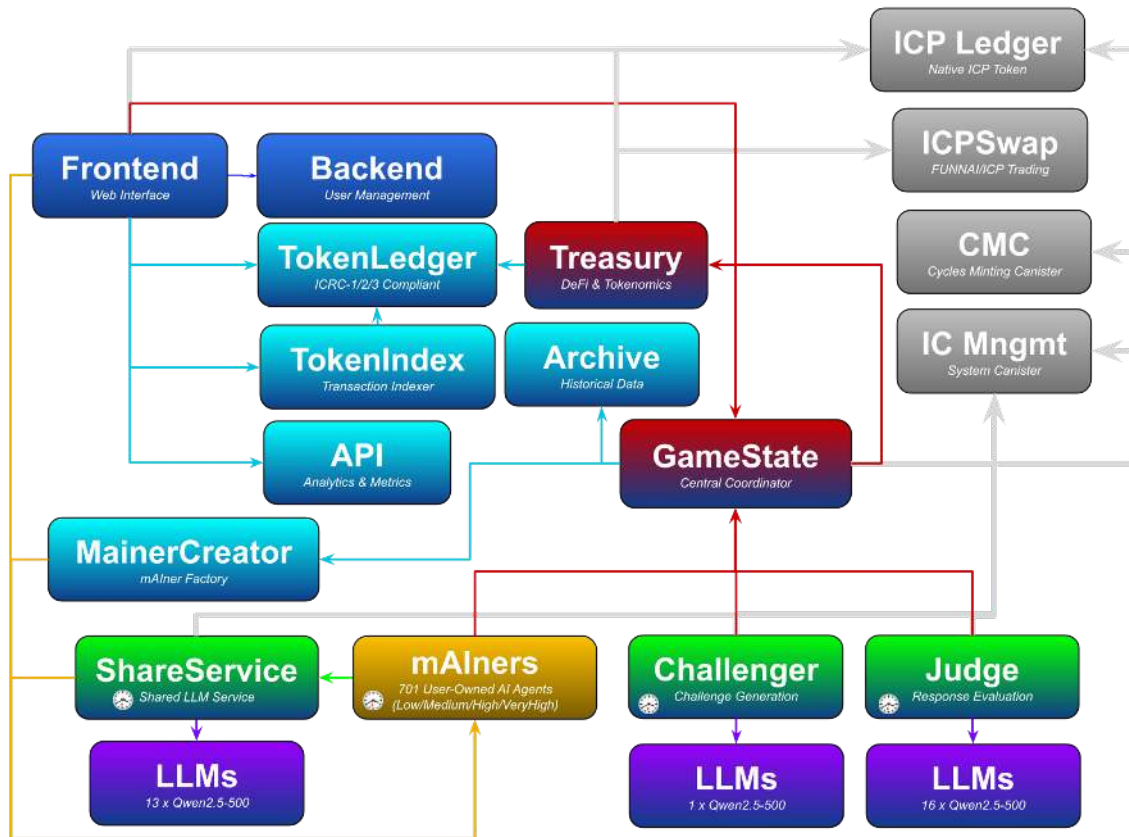 ICP Ledger
Native ICP Token
ICPSwap
FUNNAI/ICP Trading
Frontend
Web Interface
Backend
User Management
CMC
Cycles Minting Canister
TokenLedger
ICRC-1/2/3 Compliant
Treasury
DeFi & Tokenomics
IC Mngmt
System Canister
TokenIndex
Transaction Indexer
Archive
Historical Data
API
Analytics & Metrics
GameState
Central Coordinator
MainerCreator
mAIner Factory
ShareService
Shared LLM Service
mAIners
701 User-Owned AI Agents
(Low/Medium/High/VeryHigh)
Challenger
Challenge Generation
Judge
Response Evaluation
LLMs
13 x Qwen2.5-500
LLMs
1 x Qwen2.5-500
LLMs
16 x Qwen2.5-500